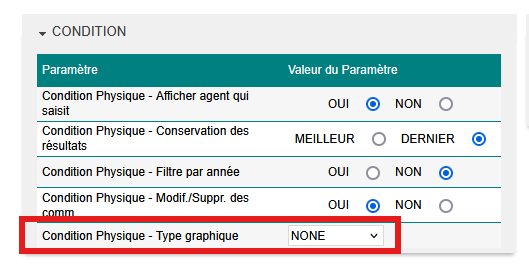 CONDITION
Paramètre Valeur du Paramètre
Condition Physique - Afficher agent qui
saisit OUI NON
Condition Physique - Conservation des
résultats MEILLEUR DERNIER
Condition Physique - Filtre par année OUI NON
Condition Physique - Modif./Suppr. des
comm OUI NON
Condition Physique - Type graphique NONE